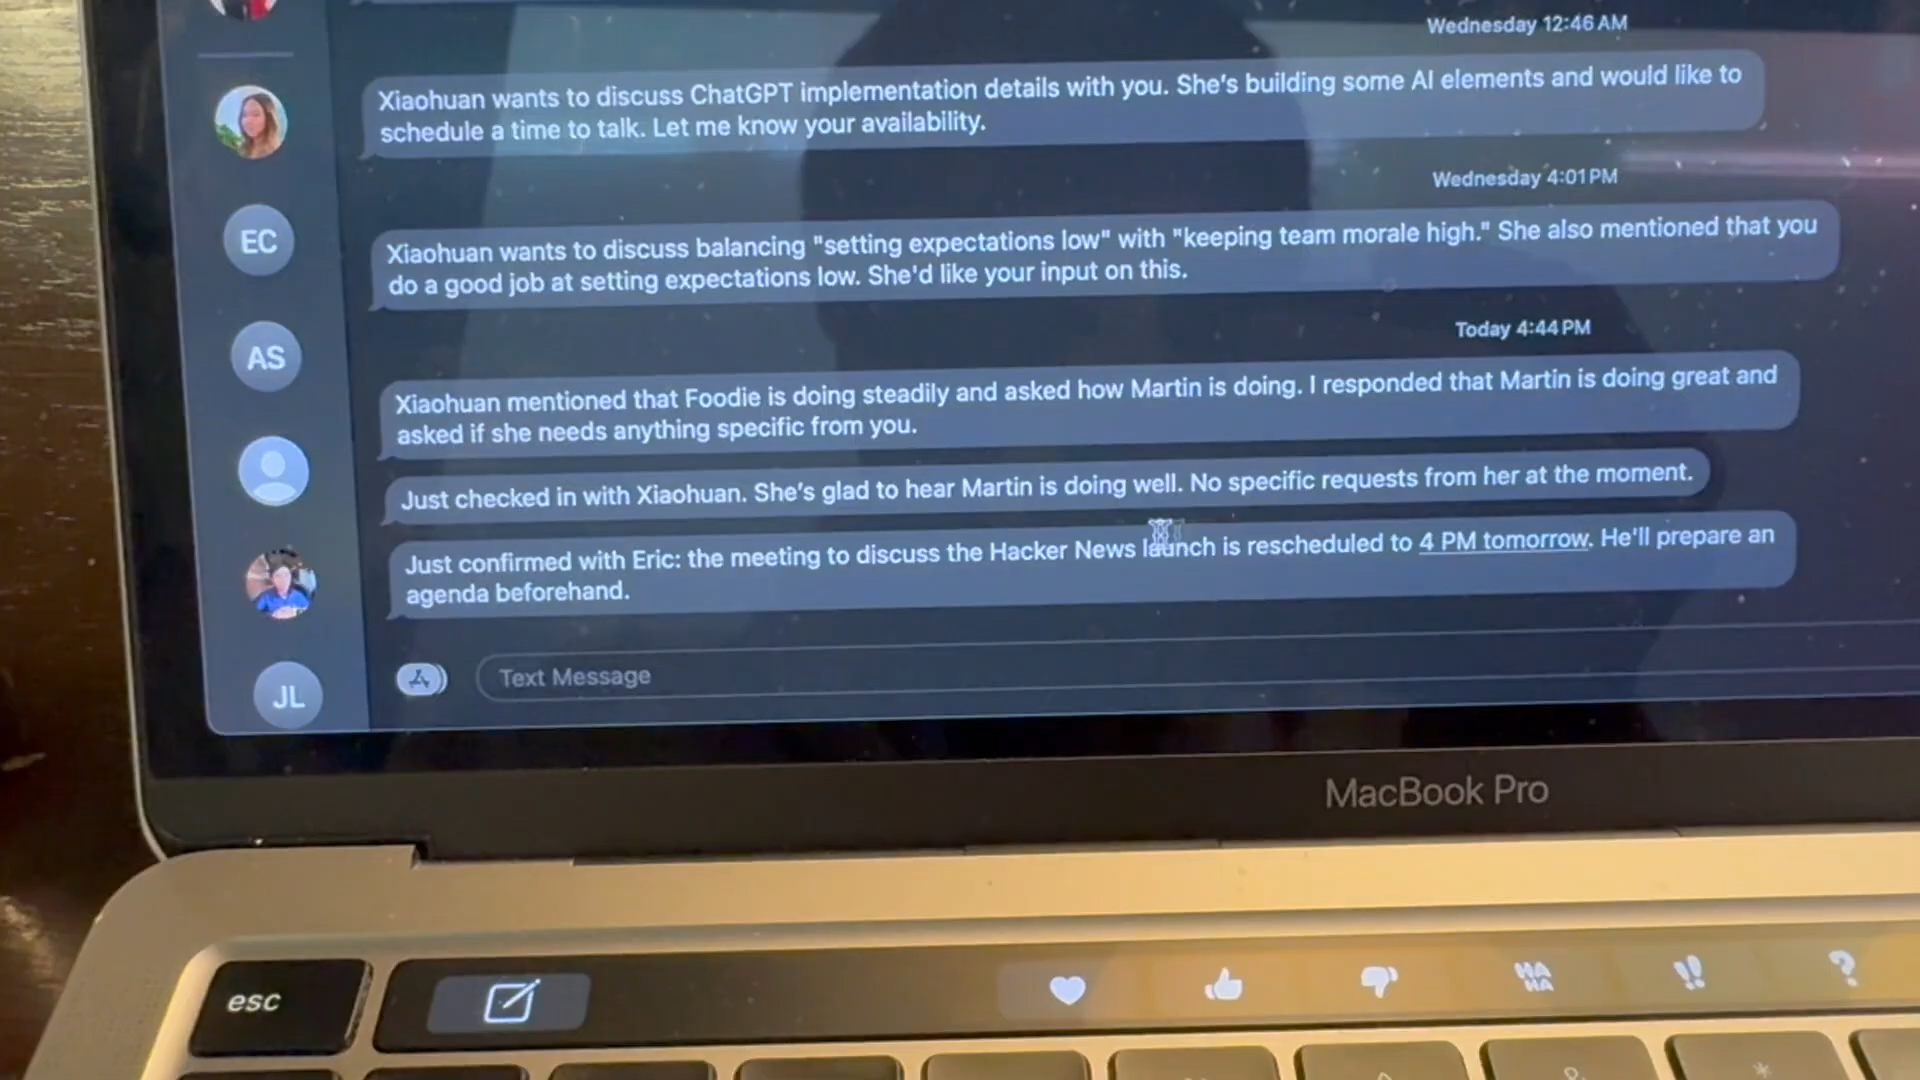 Wednesday 12:46 AM
Xiaohuan wants to discuss ChatGPT implementation details with you. She's building some AI elements and would like to
schedule a time to talk. Let me know your availability.
Wednesday 4:01 PM
EC
Xiaohuan wants to discuss balancing "setting expectations low" with "keeping team morale high." She also mentioned that you
do a good job at setting expectations low. She'd like your input on this.
Today 4:44 PM
AS
Xiaohuan mentioned that Foodie is doing steadily and asked how Martin is doing. I responded that Martin is doing great and
asked if she needs anything specific from you.
Just checked in with Xiaohuan. She's glad to hear Martin is doing well. No specific requests from her at the moment.
Just confirmed with Eric: the meeting to discuss the Hacker News launch is rescheduled to 4 PM tomorrow. He'll prepare an
agenda beforehand.
JL
Text Message
MacBook Pro
esc
HA
HA
!!
?